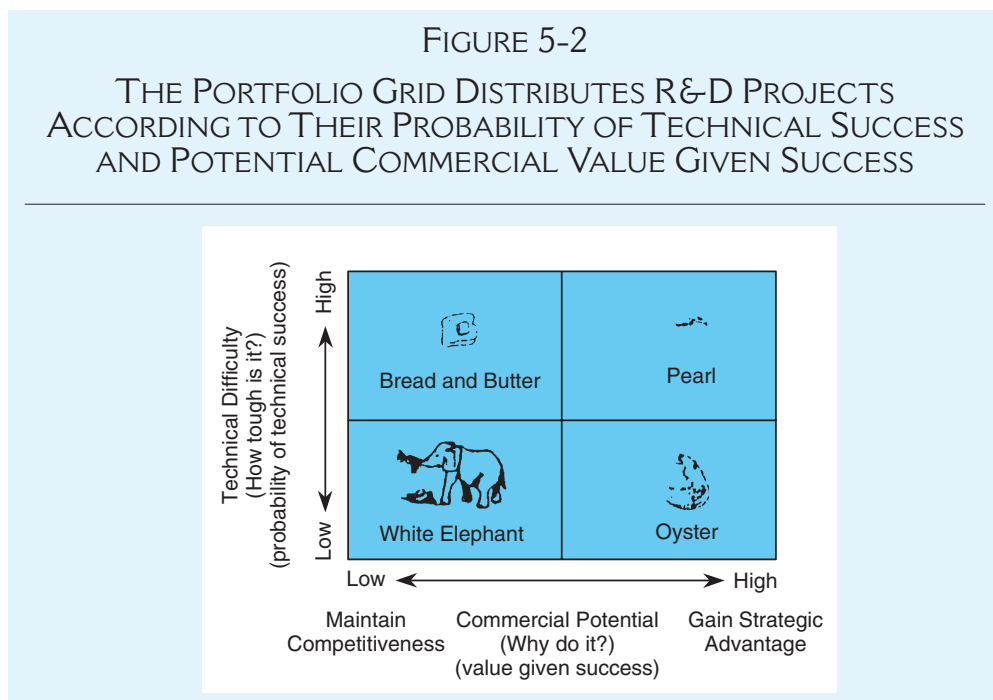 FIGURE 5-2
THE PORTFOLIO GRID DISTRIBUTES R&D PROJECTS
ACCORDING TO THEIR PROBABILITY OF TECHNICAL SUCCESS
AND POTENTIAL COMMERCIAL VALUE GIVEN SUCCESS
Technical Difficulty
(How tough is it?)
(probability of technical success)
High
Low
Bread and Butter
Pearl
White Elephant
Oyster
Low
High
Maintain
Competitiveness
Commercial Potential
(Why do it?)
(value given success)
Gain Strategic
Advantage